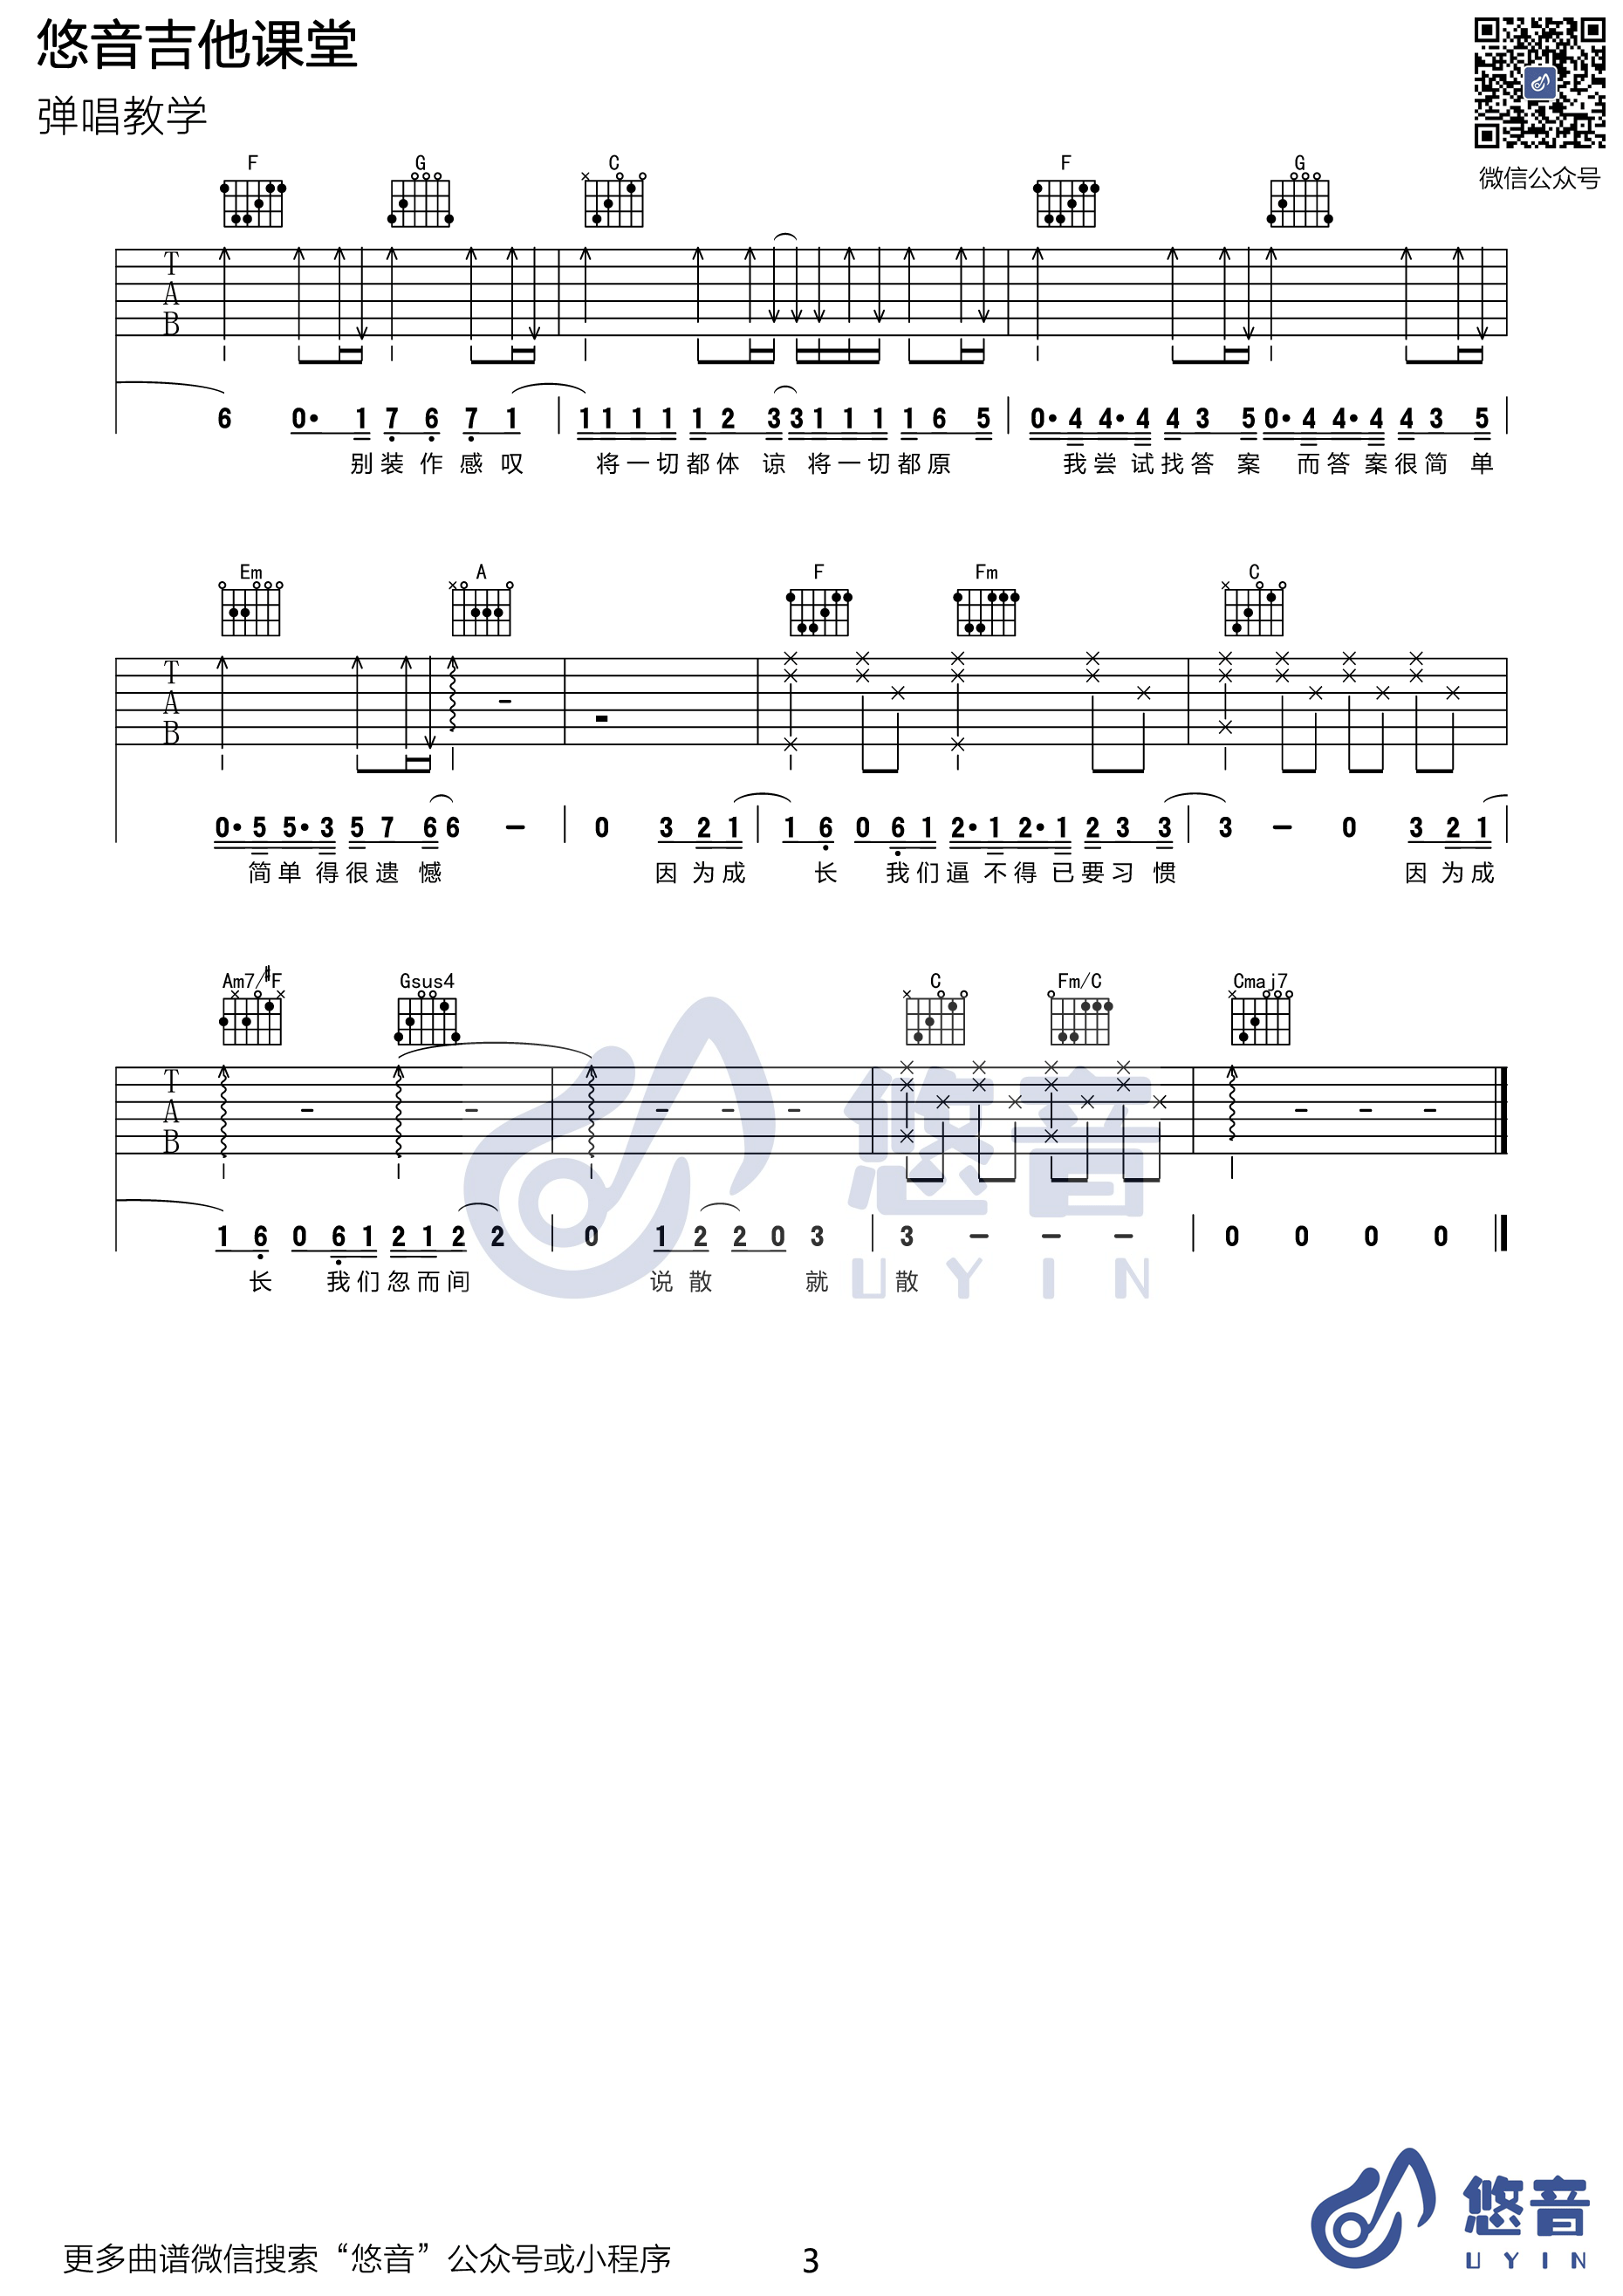 悠音吉他课堂
弹唱教学
微信公众号
F G C F G
T
A
B
6 0· 1 7 6 7 1 1 1 1 1 1 2 3 3 1 1 1 1 6 5 0· 4 4· 4 4 3 5 0· 4 4· 4 4 3 5
别装作感叹 将一切都体谅 将一切都原 我尝试找答案 而答案很简单
Em A F Fm C
T
A
B
0· 5 5· 3 5 7 6 6 – 0 3 2 1 1 6 0 6 1 2· 1 2· 1 2 3 3 3 – 0 3 2 1
简单得很遗憾 因为成长 我们逼不得已要习惯 因为成
Am7/#F Gsus4 C Fm/C Cmaj7
T
A
B
1 6 0 6 1 2 1 2 2 0 1 2 2 0 3 3 – – – 0 0 0 0
长 我们忽而间 说散 就散
悠音
UYIN
悠音
UYIN
更多曲谱微信搜索“悠音”公众号或小程序 3